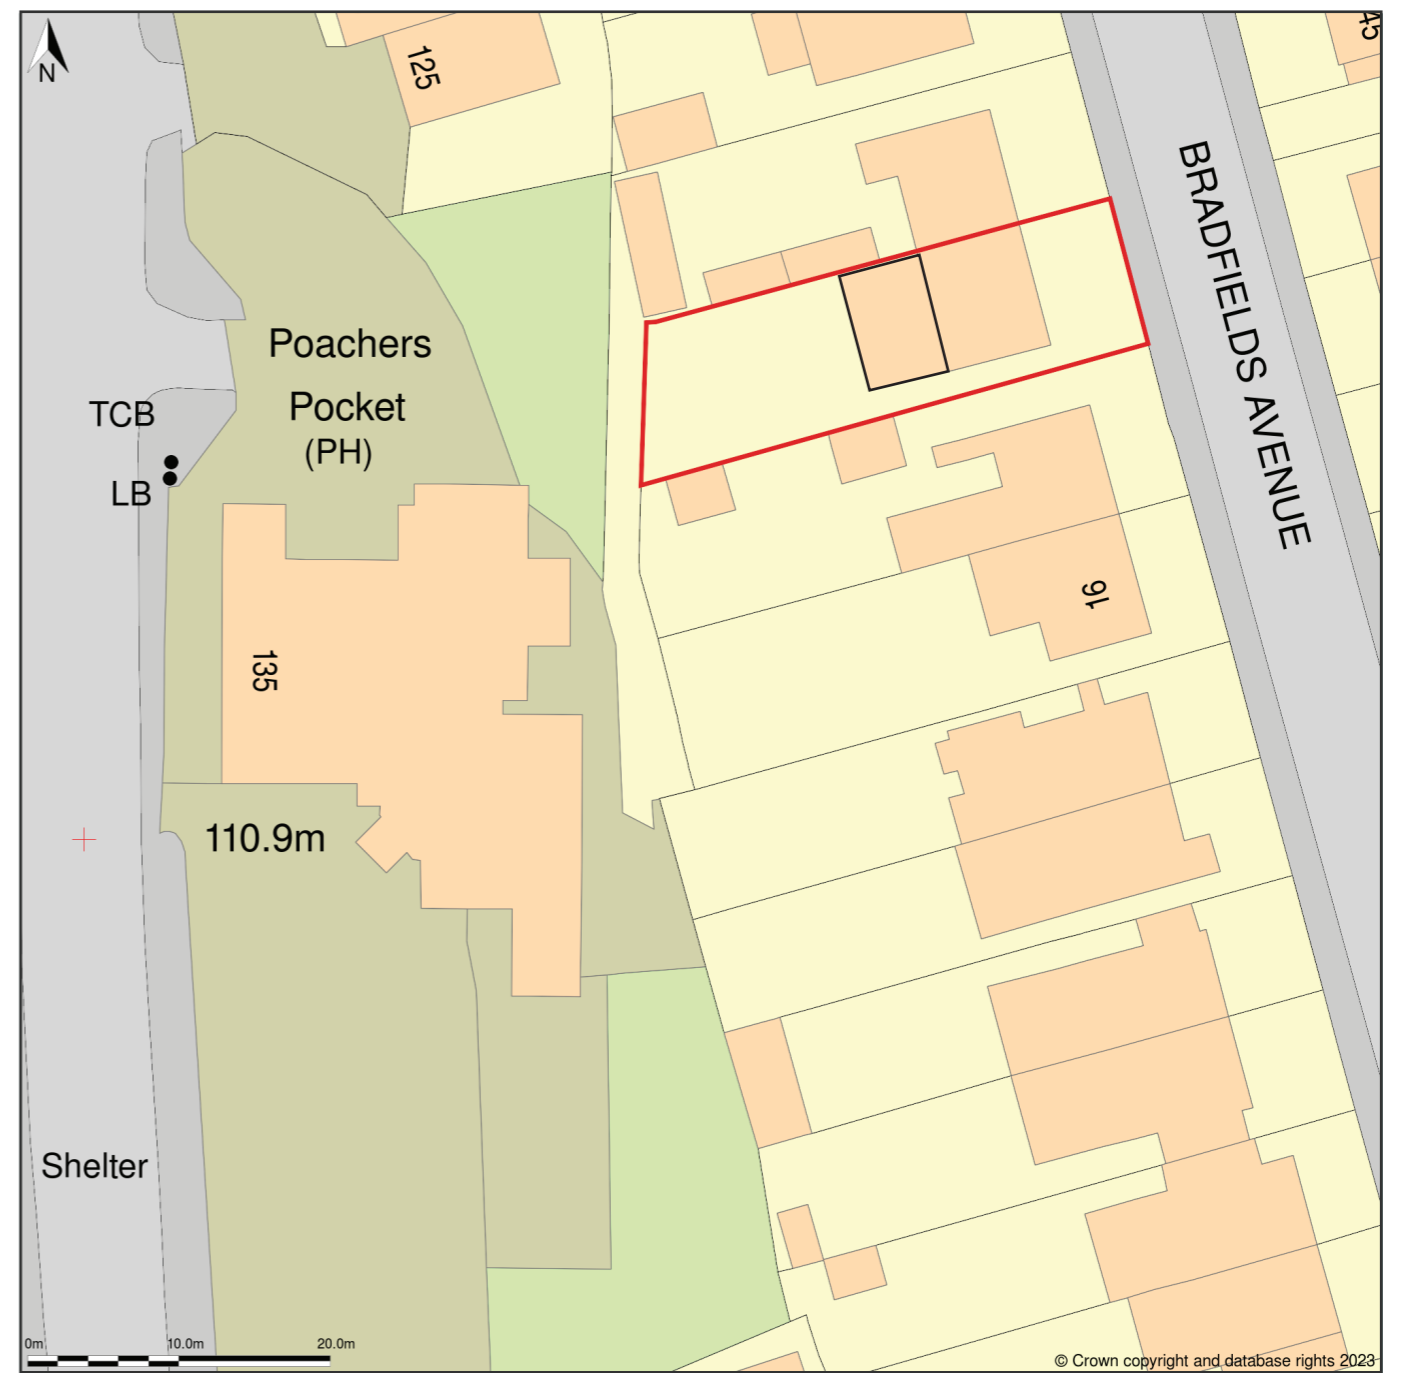 N
125
45
BRADFIELDS AVENUE
Poachers
Pocket
(PH)
TCB
LB
135
16
110.9m
Shelter
0m 10.0m 20.0m
© Crown copyright and database rights 2023